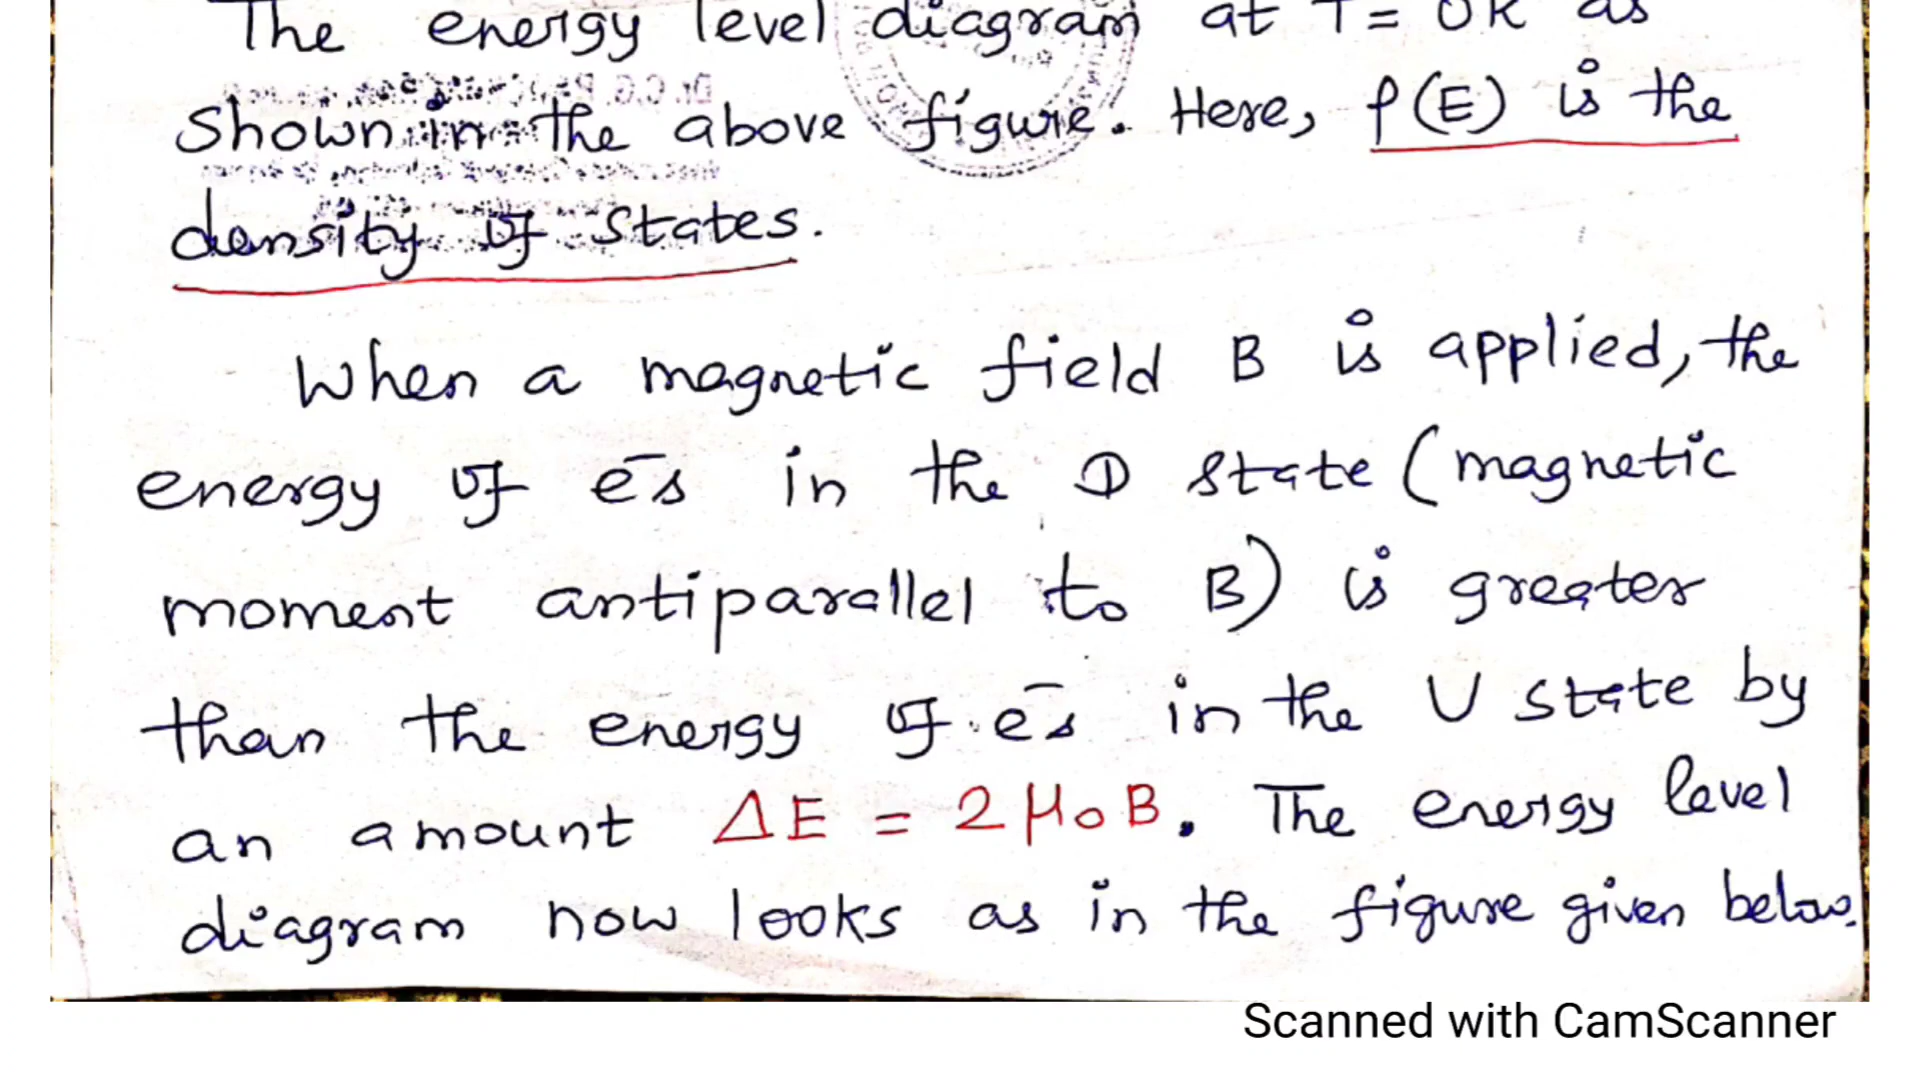 The energy level diagram at T = 0K as
shown in the above figure. Here, ρ(E) is the
density of states.
When a magnetic field B is applied, the
energy of e̅s in the D state (magnetic
moment antiparallel to B) is greater
than the energy of e̅s in the U state by
an amount ΔE = 2μ₀B. The energy level
diagram now looks as in the figure given below.
Scanned with CamScanner